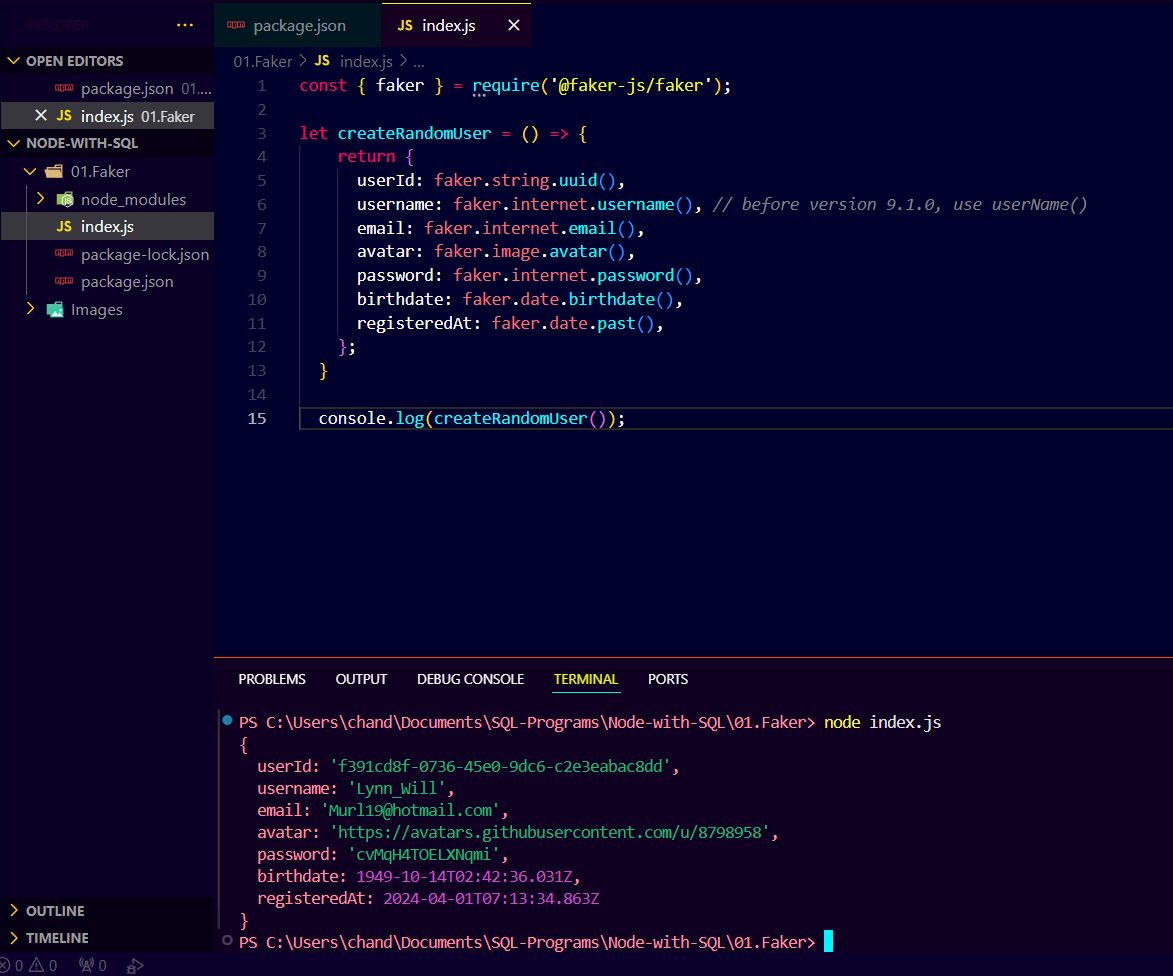 EXPLORER ...
package.json
JS index.js
OPEN EDITORS
package.json 01....
JS index.js 01.Faker
NODE-WITH-SQL
01.Faker
node_modules
JS index.js
package-lock.json
package.json
Images
OUTLINE
TIMELINE
0 0 0
01.Faker > JS index.js > ...
1 const { faker } = require('@faker-js/faker');
2
3 let createRandomUser = () => {
4 return {
5 userId: faker.string.uuid(),
6 username: faker.internet.username(), // before version 9.1.0, use userName()
7 email: faker.internet.email(),
8 avatar: faker.image.avatar(),
9 password: faker.internet.password(),
10 birthdate: faker.date.birthdate(),
11 registeredAt: faker.date.past(),
12 };
13 }
14
15 console.log(createRandomUser());
PROBLEMS OUTPUT DEBUG CONSOLE TERMINAL PORTS
PS C:\Users\chand\Documents\SQL-Programs\Node-with-SQL\01.Faker> node index.js
{
userId: 'f391cd8f-0736-45e0-9dc6-c2e3eabac8dd',
username: 'Lynn_Will',
email: 'Murl19@hotmail.com',
avatar: 'https://avatars.githubusercontent.com/u/8798958',
password: 'cvMqH4TOELXNqmi',
birthdate: 1949-10-14T02:42:36.031Z,
registeredAt: 2024-04-01T07:13:34.863Z
}
PS C:\Users\chand\Documents\SQL-Programs\Node-with-SQL\01.Faker>